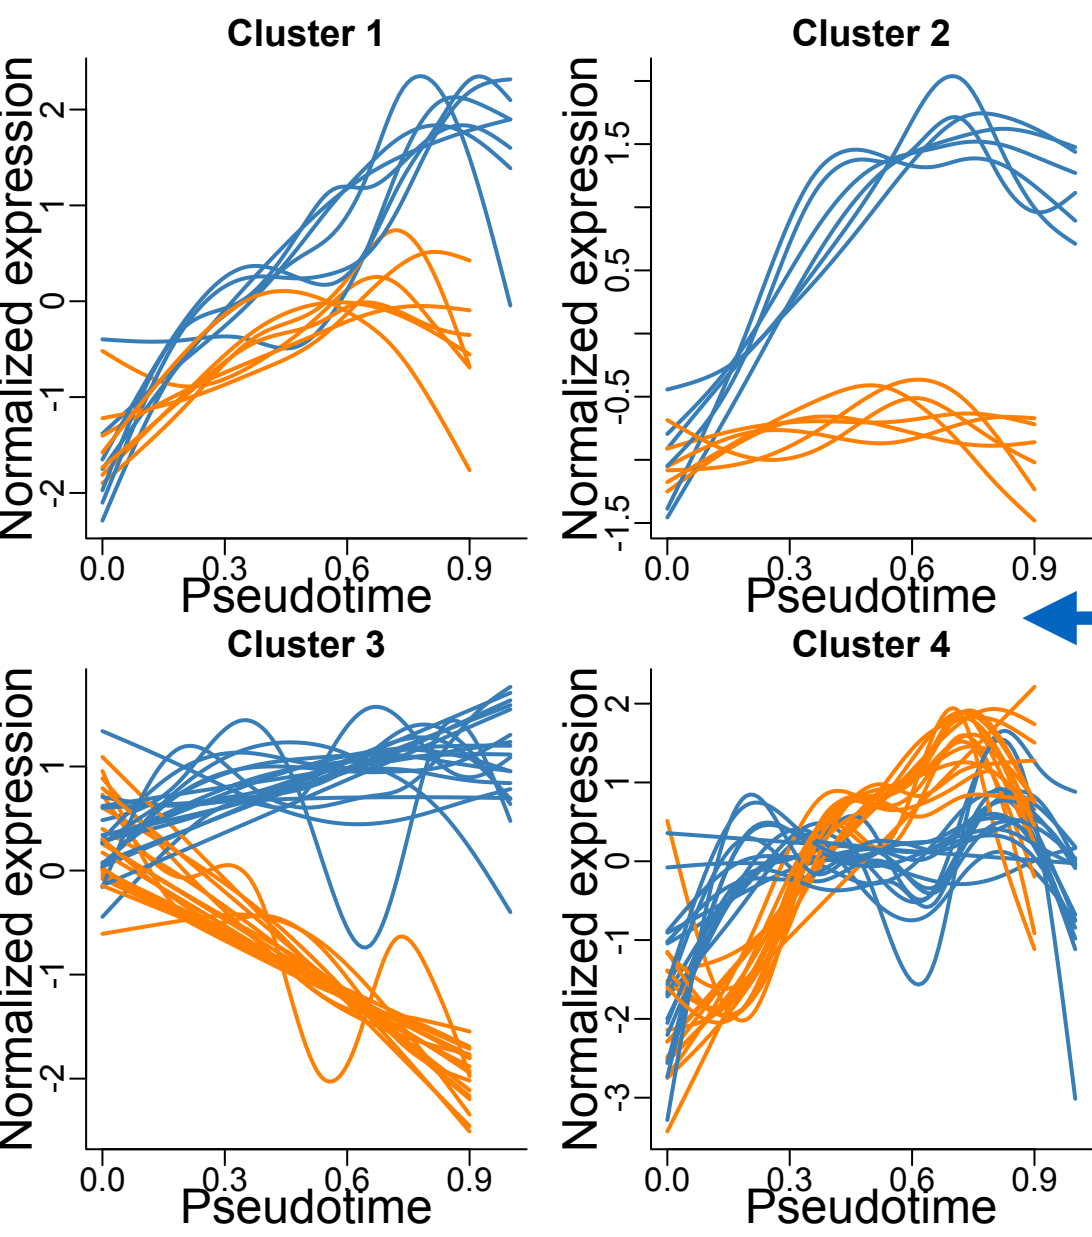 Cluster 1
Normalized expression
2
1
0
-1
-2
0.0 0.3 0.6 0.9
Pseudotime
Cluster 2
Normalized expression
1.5
0.5
-0.5
-1.5
0.0 0.3 0.6 0.9
Pseudotime
Cluster 3
Normalized expression
1
0
-1
-2
0.0 0.3 0.6 0.9
Pseudotime
Cluster 4
Normalized expression
2
1
0
-1
-2
-3
0.0 0.3 0.6 0.9
Pseudotime